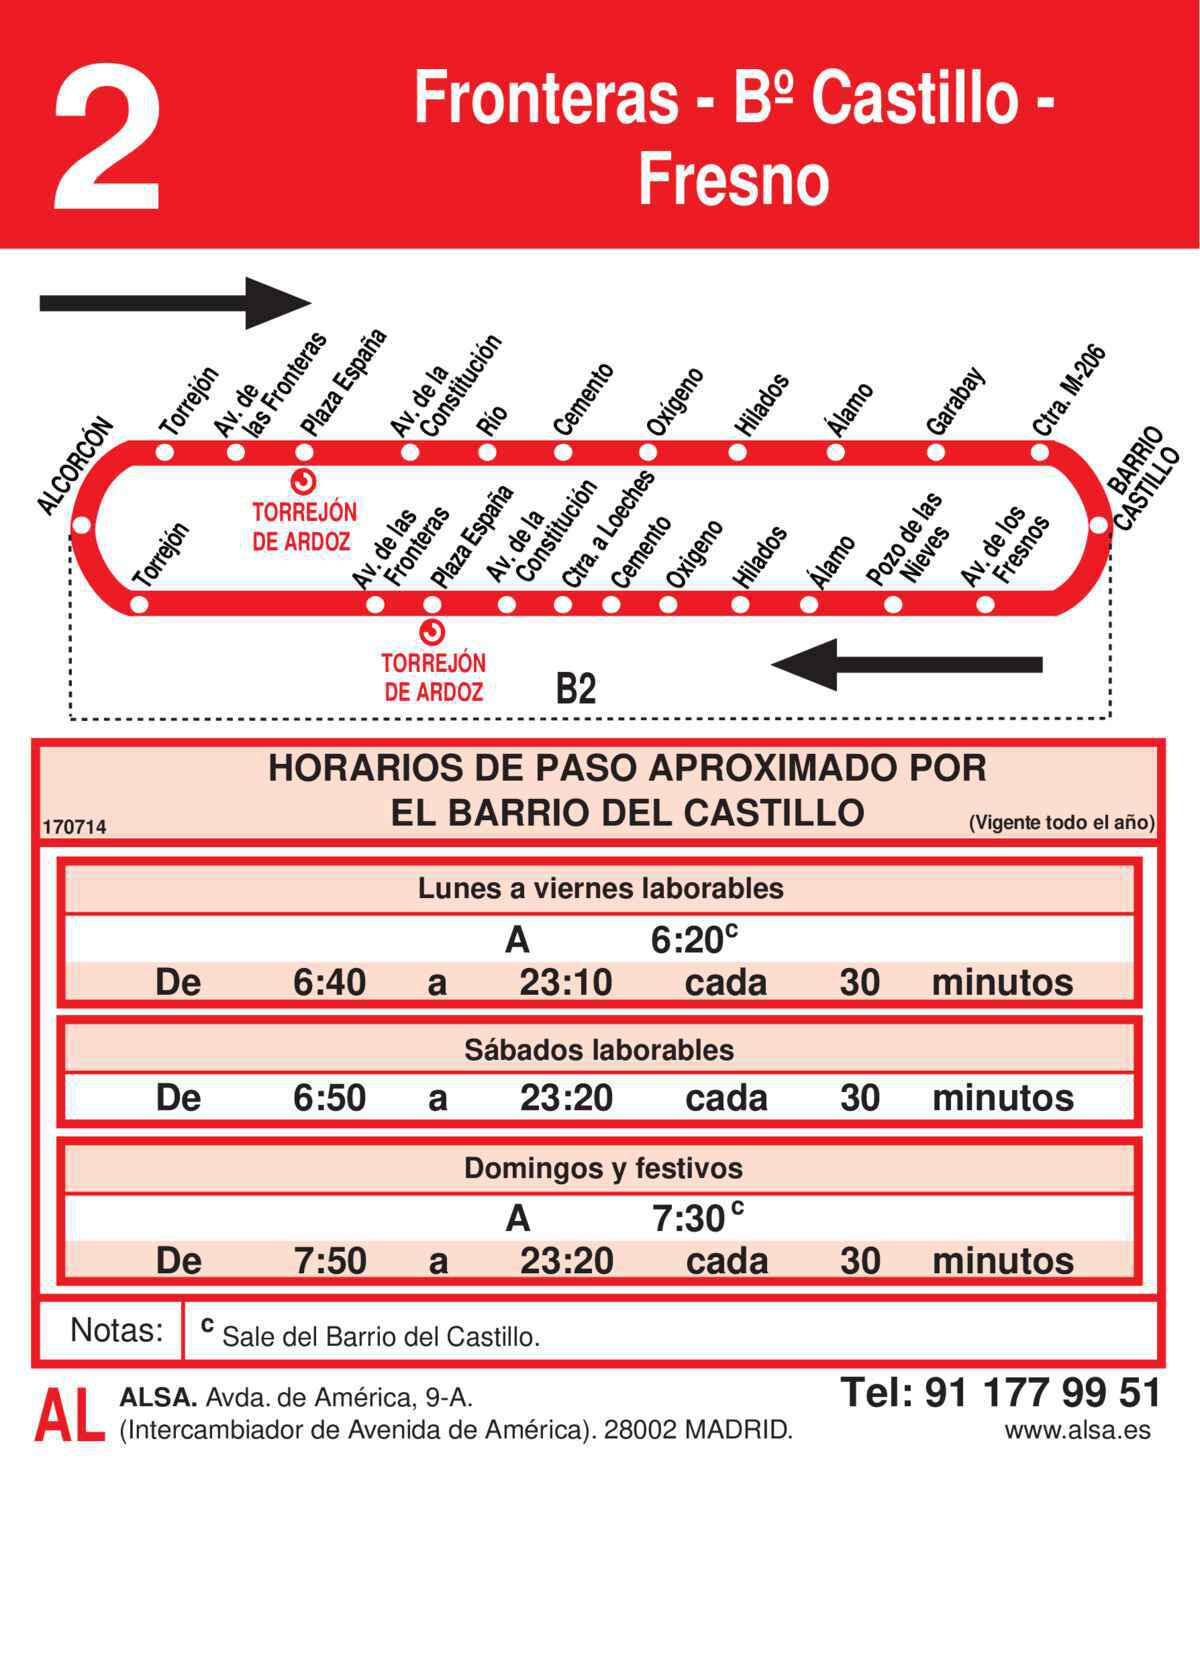 2
Fronteras - Bº Castillo -
Fresno
ALCORCÓN
Torrejón
Av. de
las Fronteras
Plaza España
Av. de la
Constitución
Río
Cemento
Oxígeno
Hilados
Álamo
Garabay
Ctra. M-206
BARRIO
CASTILLO
TORREJÓN
DE ARDOZ
Torrejón
Av. de las
Fronteras
Plaza España
Av. de la
Constitución
Ctra. a Loeches
Cemento
Oxígeno
Hilados
Álamo
Pozo de las
Nieves
Av. de los
Fresnos
TORREJÓN
DE ARDOZ
B2
HORARIOS DE PASO APROXIMADO POR
EL BARRIO DEL CASTILLO
170714
(Vigente todo el año)
Lunes a viernes laborables
A 6:20c
De 6:40 a 23:10 cada 30 minutos
Sábados laborables
De 6:50 a 23:20 cada 30 minutos
Domingos y festivos
A 7:30c
De 7:50 a 23:20 cada 30 minutos
Notas: c Sale del Barrio del Castillo.
AL
ALSA. Avda. de América, 9-A.
(Intercambiador de Avenida de América). 28002 MADRID.
Tel: 91 177 99 51
www.alsa.es